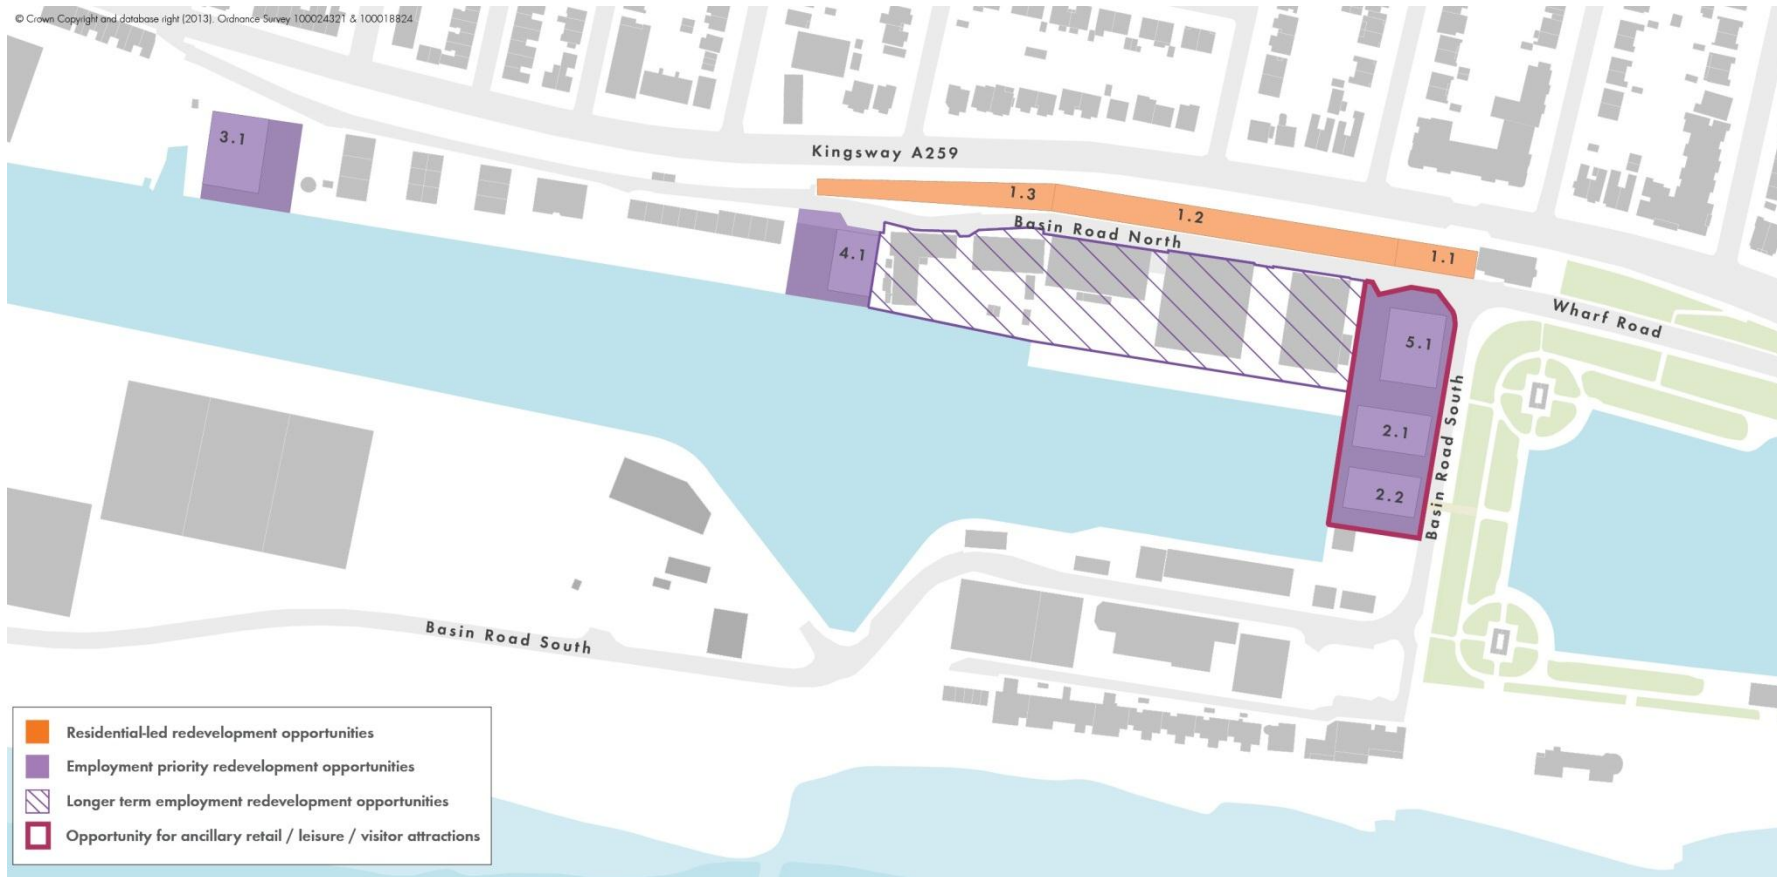 © Crown Copyright and database right (2013). Ordnance Survey 100024321 & 100018824
3.1
Kingsway A259
1.3
1.2
Basin Road North
1.1
4.1
Wharf Road
5.1
2.1
Basin Road South
2.2
Basin Road South
Residential-led redevelopment opportunities
Employment priority redevelopment opportunities
Longer term employment redevelopment opportunities
Opportunity for ancillary retail / leisure / visitor attractions